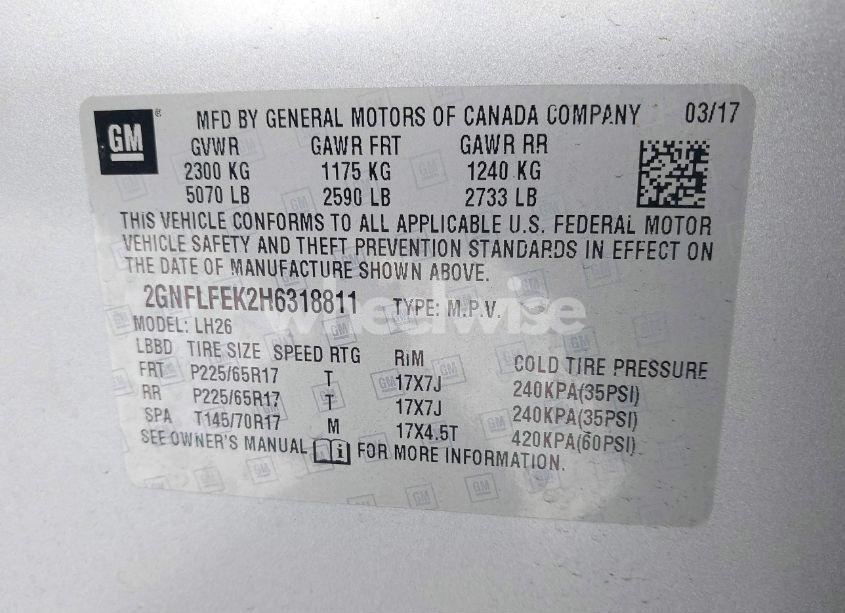 GM
MFD BY GENERAL MOTORS OF CANADA COMPANY 03/17
GVWR GAWR FRT GAWR RR
2300 KG 1175 KG 1240 KG
5070 LB 2590 LB 2733 LB
THIS VEHICLE CONFORMS TO ALL APPLICABLE U.S. FEDERAL MOTOR
VEHICLE SAFETY AND THEFT PREVENTION STANDARDS IN EFFECT ON
THE DATE OF MANUFACTURE SHOWN ABOVE.
2GNFLFEK2H6318811 TYPE: M.P.V.
wheelwise
MODEL: LH26
LBBD TIRE SIZE SPEED RTG RIM COLD TIRE PRESSURE
FRT P225/65R17 T 17X7J 240KPA(35PSI)
RR P225/65R17 T 17X7J 240KPA(35PSI)
SPA T145/70R17 M 17X4.5T 420KPA(60PSI)
SEE OWNER'S MANUAL i FOR MORE INFORMATION.